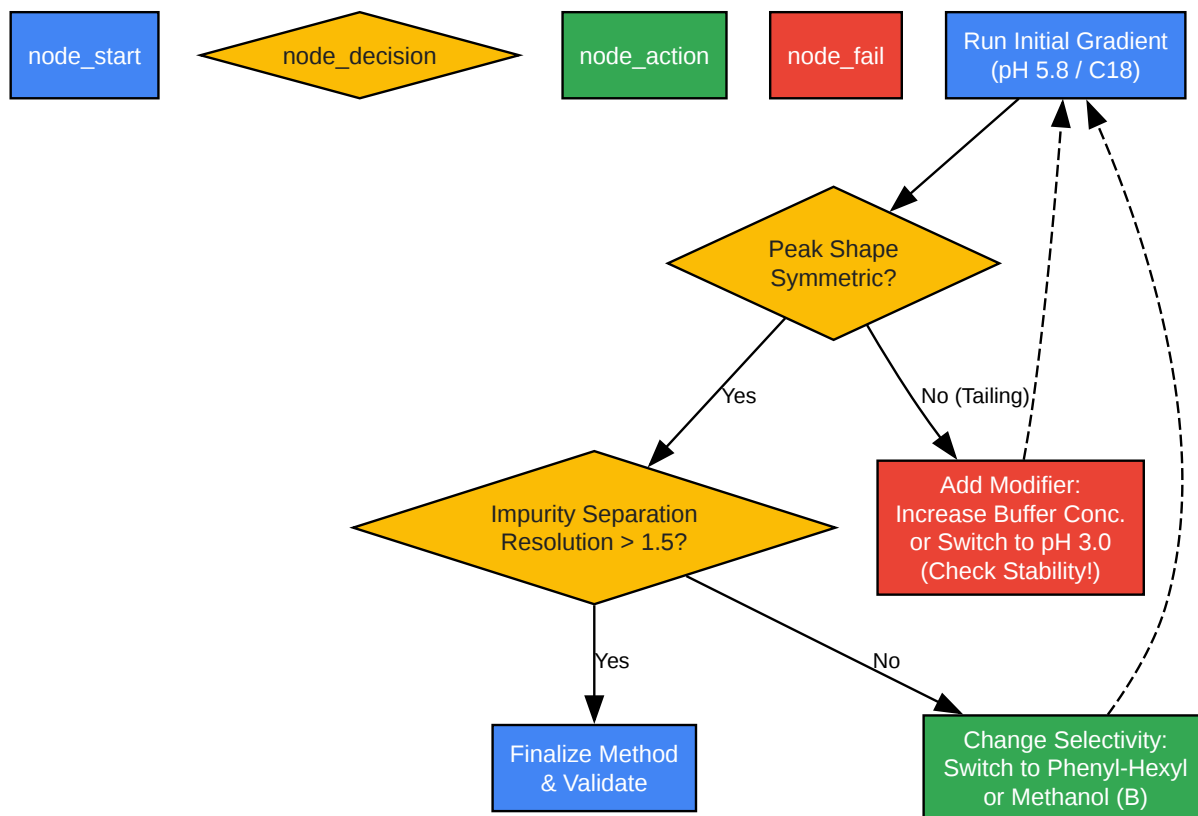 node_start
node_decision
node_action
node_fail
Run Initial Gradient
(pH 5.8 / C18)
Peak Shape
Symmetric?
Yes
No (Tailing)
Impurity Separation
Resolution > 1.5?
Add Modifier:
Increase Buffer Conc.
or Switch to pH 3.0
(Check Stability!)
Yes
No
Finalize Method
& Validate
Change Selectivity:
Switch to Phenyl-Hexyl
or Methanol (B)